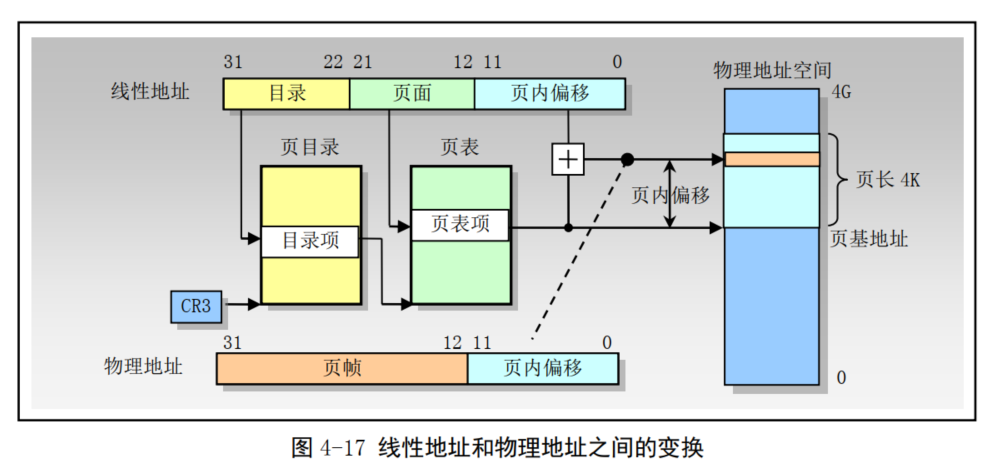 31 22 21 12 11 0
线性地址 目录 页面 页内偏移
物理地址空间
4G
页目录 页表
页长 4K
页内偏移
目录项 页表项
页基地址
CR3
31 12 11 0
物理地址 页帧 页内偏移
0
图 4-17 线性地址和物理地址之间的变换